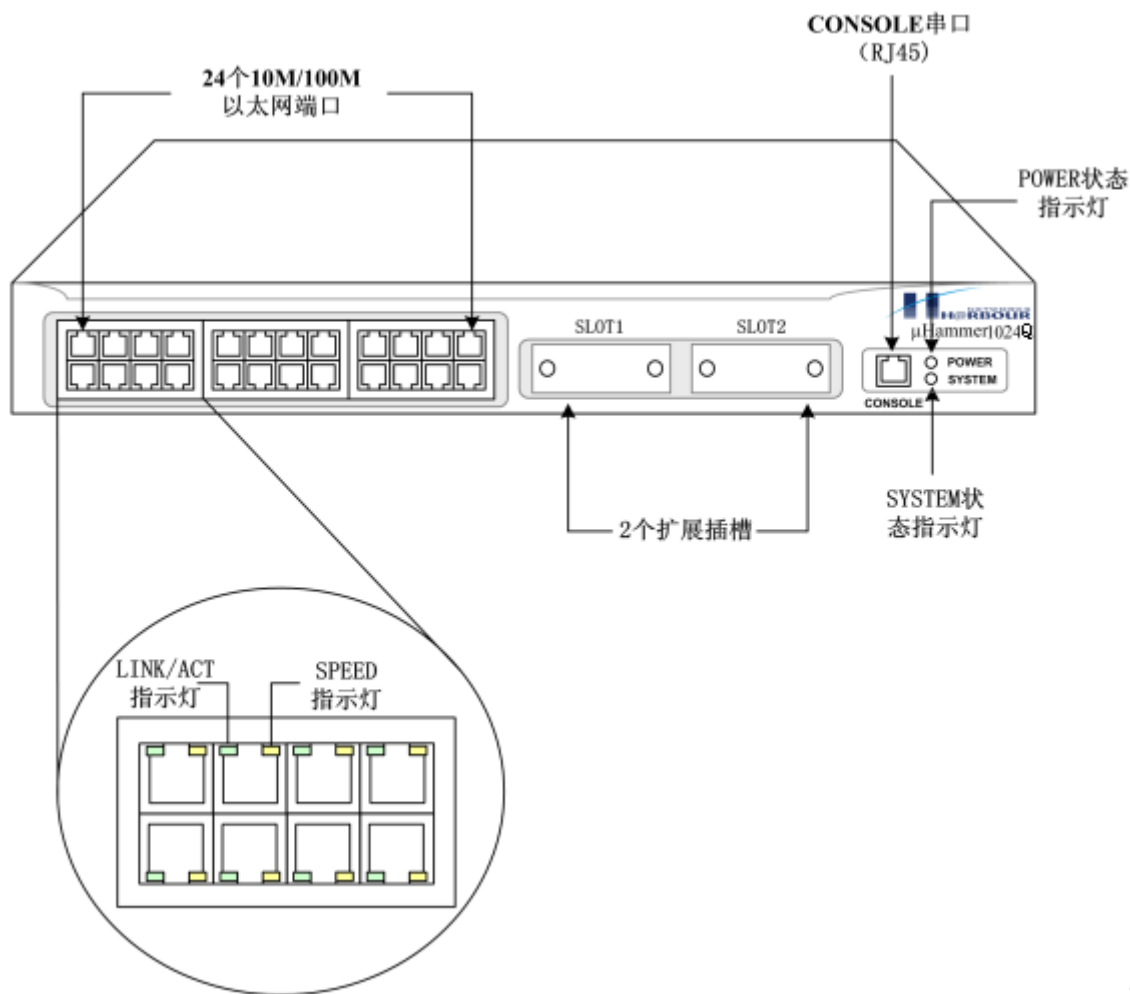 CONSOLE串口
（RJ45）
24个10M/100M
以太网端口
POWER状态
指示灯
H@RBOUR
μHammer1024Q
SLOT1
SLOT2
POWER
SYSTEM
CONSOLE
SYSTEM状
态指示灯
2个扩展插槽
LINK/ACT
指示灯
SPEED
指示灯